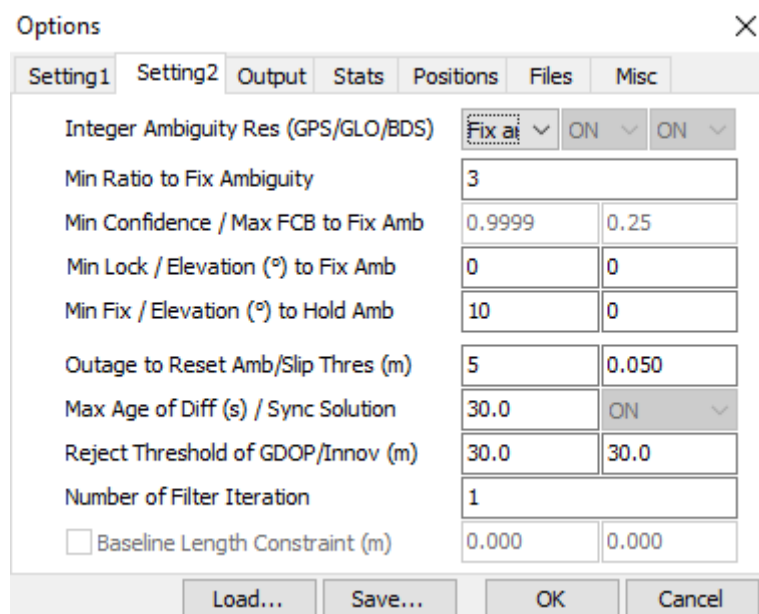 Options
Setting1 Setting2 Output Stats Positions Files Misc
Integer Ambiguity Res (GPS/GLO/BDS) Fix ON ON
Min Ratio to Fix Ambiguity 3
Min Confidence / Max FCB to Fix Amb 0.9999 0.25
Min Lock / Elevation (°) to Fix Amb 0 0
Min Fix / Elevation (°) to Hold Amb 10 0
Outage to Reset Amb/Slip Thres (m) 5 0.050
Max Age of Diff (s) / Sync Solution 30.0 ON
Reject Threshold of GDOP/Innov (m) 30.0 30.0
Number of Filter Iteration 1
Baseline Length Constraint (m) 0.000 0.000
Load... Save... OK Cancel